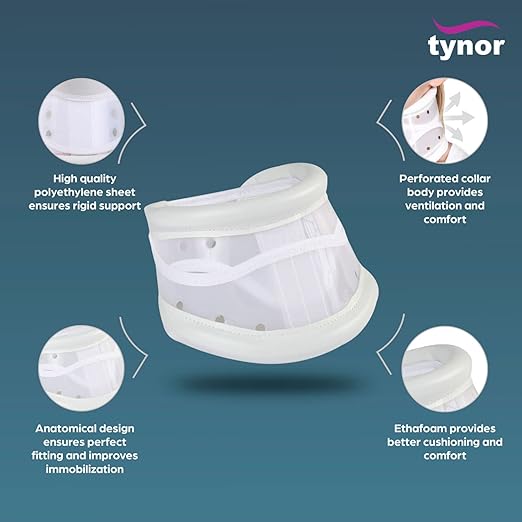 tynor
High quality
polyethylene sheet
ensures rigid support
Perforated collar
body provides
ventilation and
comfort
Anatomical design
ensures perfect
fitting and improves
immobilization
Ethafoam provides
better cushioning and
comfort